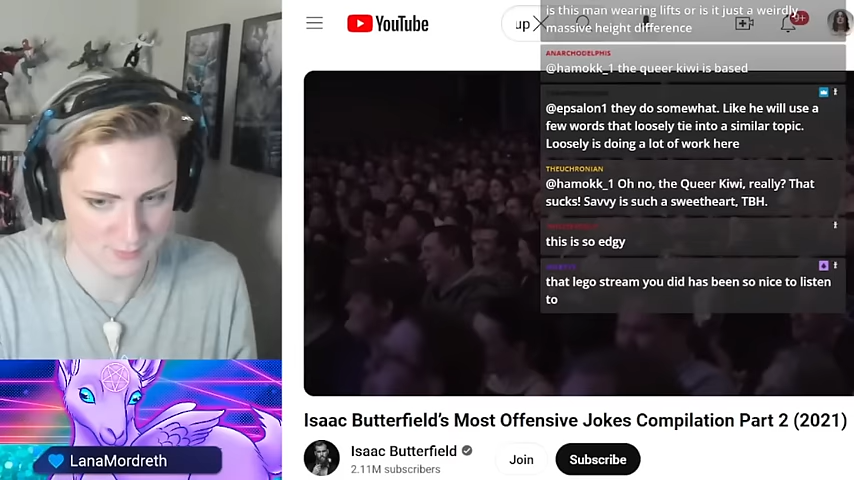 YouTube
up
9+
is this man wearing lifts or is it just a weirdly
massive height difference
ANARCHODELPHIS
@hamokk_1 the queer kiwi is based
@epsalon1 they do somewhat. Like he will use a
few words that loosely tie into a similar topic.
Loosely is doing a lot of work here
THEUCHRONIAN
@hamokk_1 Oh no, the Queer Kiwi, really? That
sucks! Savvy is such a sweetheart, TBH.
this is so edgy
that lego stream you did has been so nice to listen
to
Isaac Butterfield's Most Offensive Jokes Compilation Part 2 (2021)
Isaac Butterfield
2.11M subscribers
Join
Subscribe
LanaMordreth